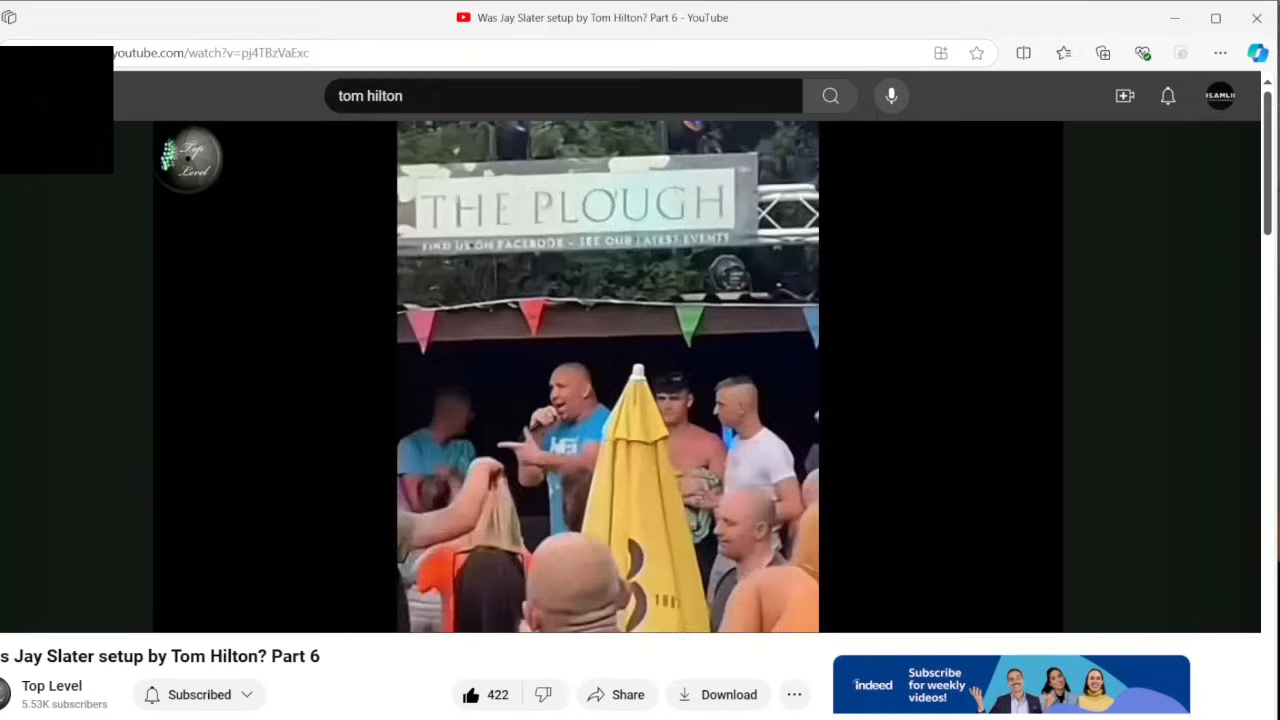 Was Jay Slater setup by Tom Hilton? Part 6 - YouTube
youtube.com/watch?v=pj4TBzVaExc
tom hilton
Top
Level
THE PLOUGH
FIND US ON FACEBOOK - SEE OUR LATEST EVENTS
s Jay Slater setup by Tom Hilton? Part 6
Top Level
5.53K subscribers
Subscribed
422
Share
Download
indeed
Subscribe
for weekly
videos!